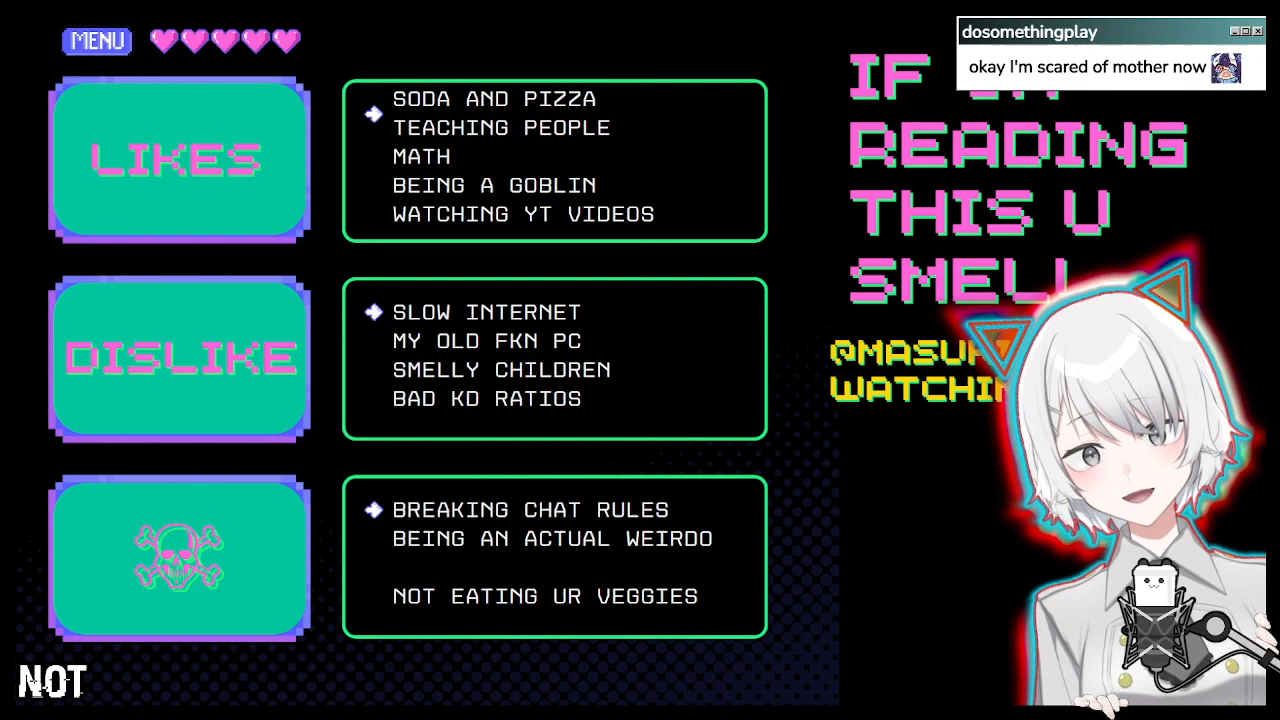 MENU
LIKES
SODA AND PIZZA
TEACHING PEOPLE
MATH
BEING A GOBLIN
WATCHING YT VIDEOS
DISLIKE
SLOW INTERNET
MY OLD FKN PC
SMELLY CHILDREN
BAD KD RATIOS
BREAKING CHAT RULES
BEING AN ACTUAL WEIRDO
NOT EATING UR VEGGIES
NOT
dosomethingplay
okay I'm scared of mother now
IF
READING
THIS U
SMELL